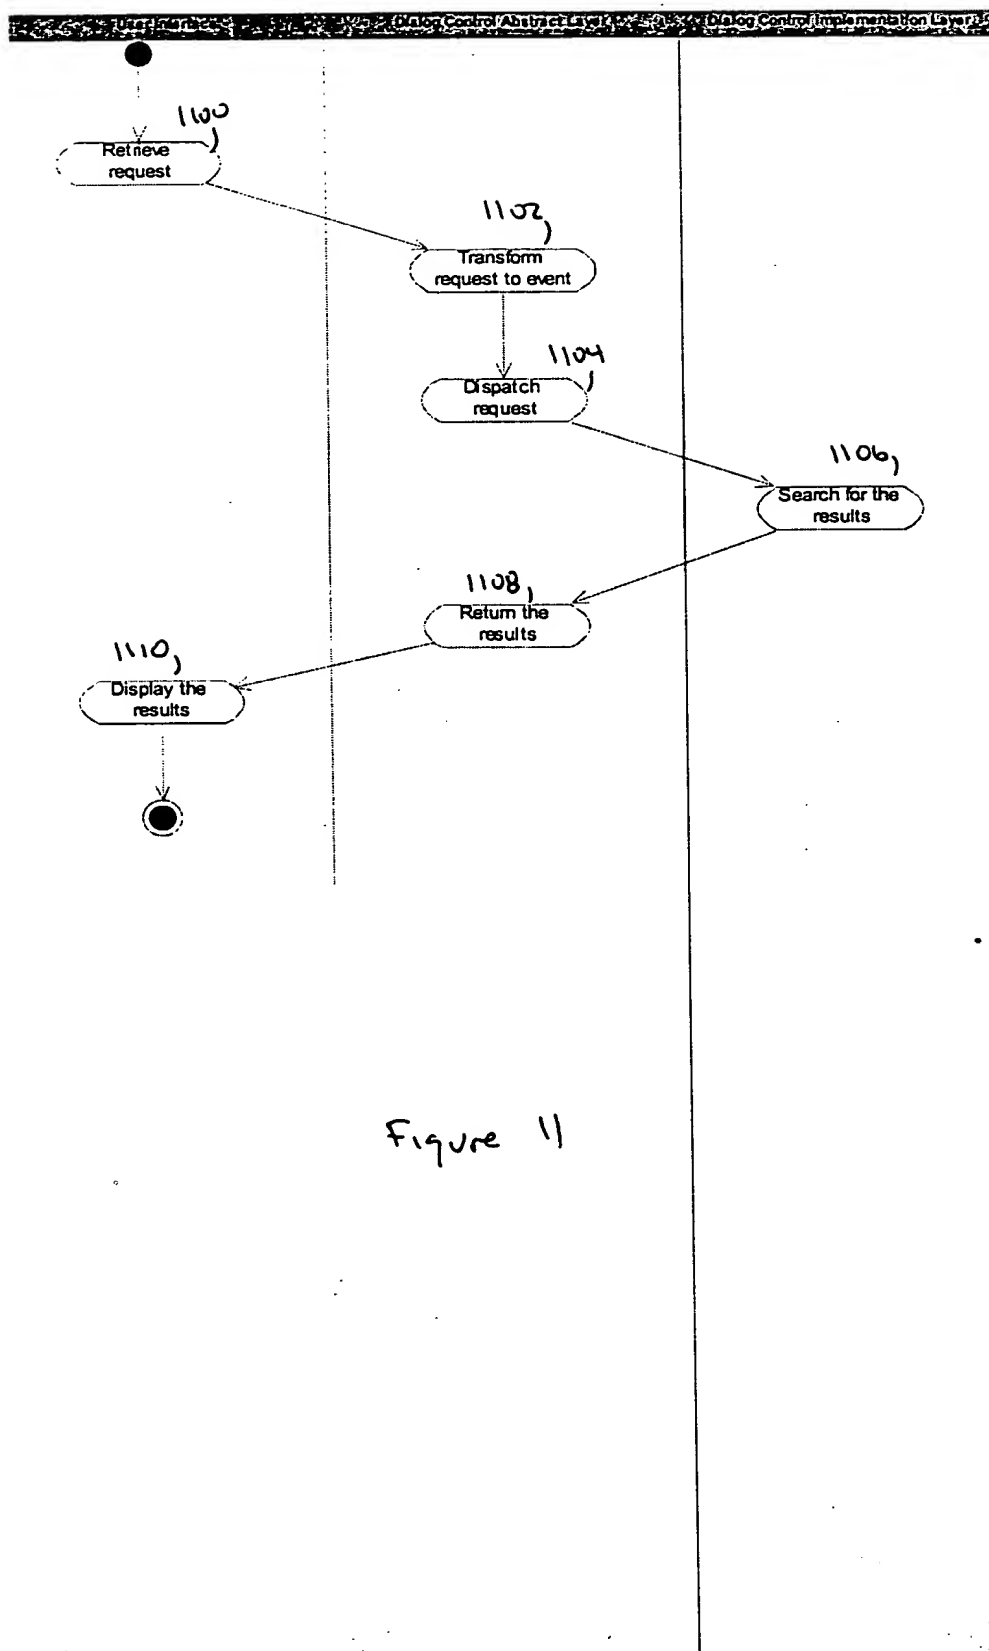 User Interface Dialog Control Abstract Layer Dialog Control Implementation Layer
1100
Retrieve
request
1102
Transform
request to event
1104
Dispatch
request
1106
Search for the
results
1108
Return the
results
1110
Display the
results
Figure 11